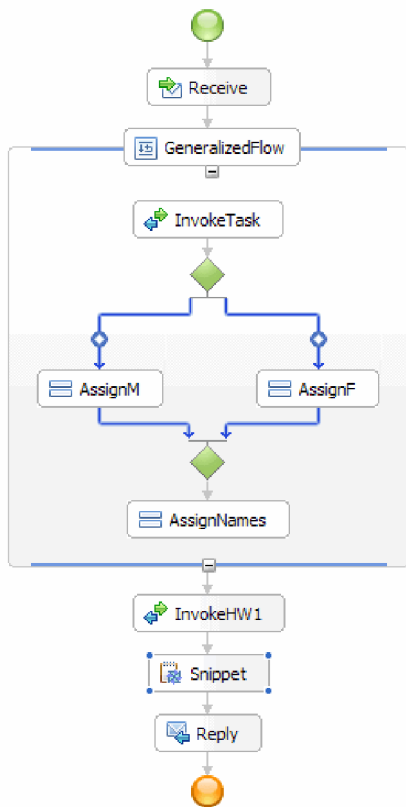 Receive
GeneralizedFlow
InvokeTask
AssignM
AssignF
AssignNames
InvokeHW1
Snippet
Reply